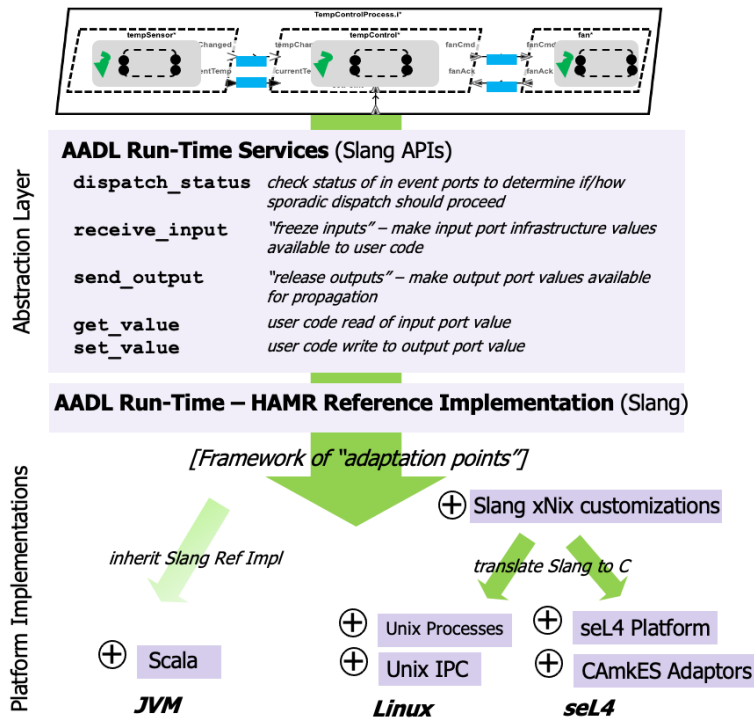 TempControlProcess.i*
tempSensor*
tempControl*
fan*
Changed
tempCha
fanCmd
fanCmd
entTemp
currentTe
fanAck
fanAck
AADL Run-Time Services (Slang APIs)
dispatch_status
check status of in event ports to determine if/how
sporadic dispatch should proceed
receive_input
“freeze inputs” – make input port infrastructure values
available to user code
send_output
“release outputs” – make output port values available
for propagation
get_value
user code read of input port value
set_value
user code write to output port value
Abstraction Layer
AADL Run-Time – HAMR Reference Implementation (Slang)
[Framework of “adaptation points”]
Slang xNix customizations
inherit Slang Ref Impl
translate Slang to C
Platform Implementations
Scala
Unix Processes
Unix IPC
seL4 Platform
CAmkES Adaptors
JVM
Linux
seL4